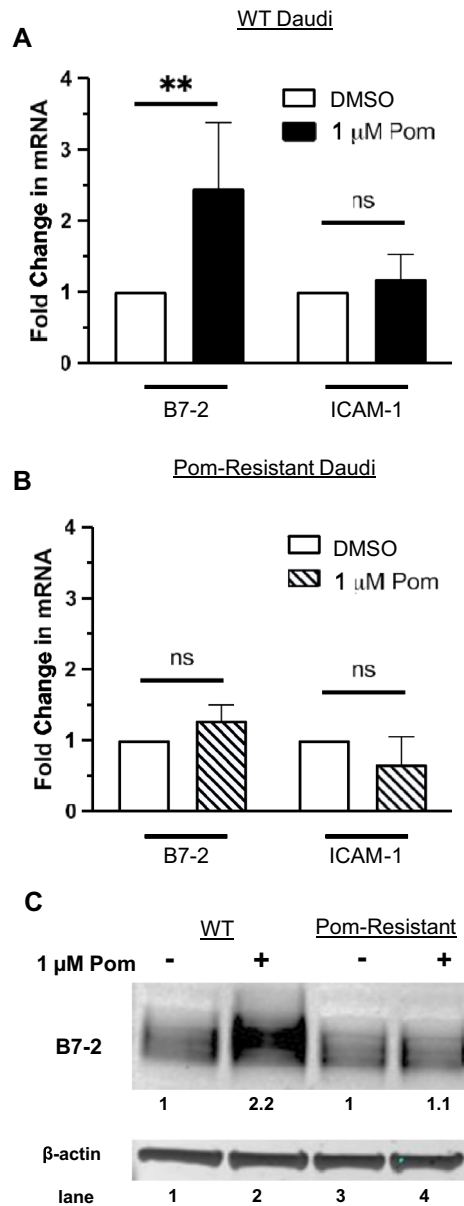 WT Daudi
A
Fold Change in mRNA
4
3
2
1
0
**
DMSO
1 μM Pom
ns
B7-2
ICAM-1
Pom-Resistant Daudi
B
Fold Change in mRNA
4
3
2
1
0
DMSO
1 μM Pom
ns
ns
B7-2
ICAM-1
C
WT
Pom-Resistant
1 μM Pom - + - +
B7-2
1 2.2 1 1.1
β-actin
lane 1 2 3 4